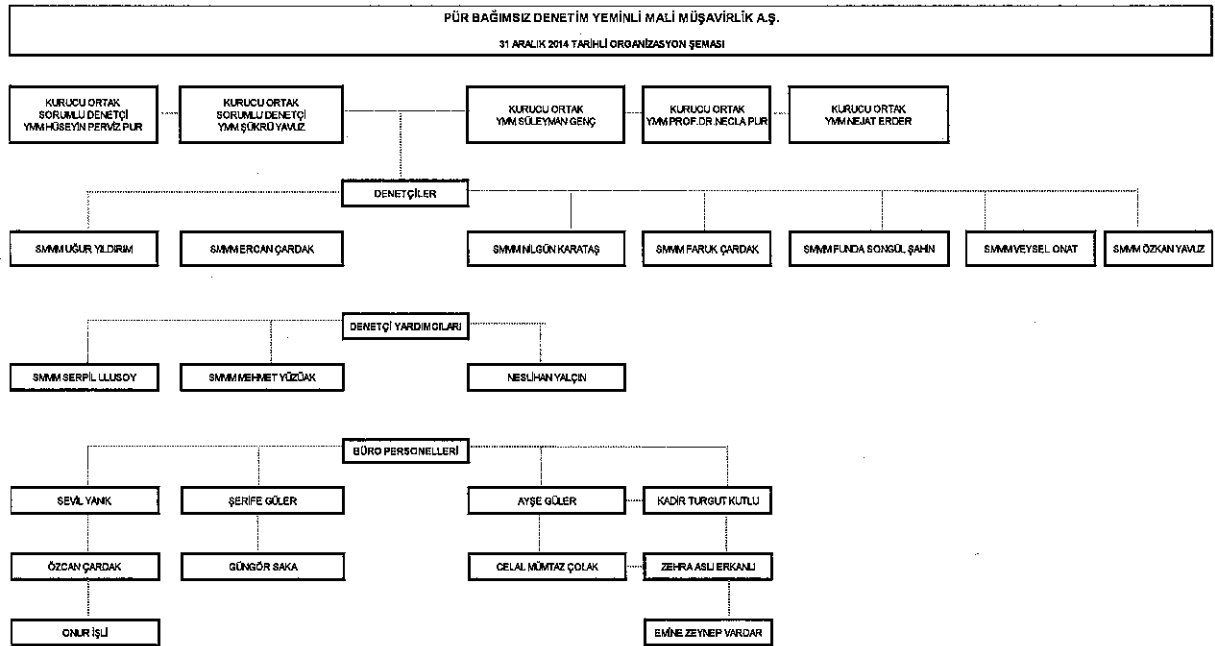 PÜR BAĞIMSIZ DENETİM YEMİNLİ MALİ MÜŞAVİRLİK A.Ş.
31 ARALIK 2014 TARİHLİ ORGANİZASYON ŞEMASI
KURUCU ORTAK
SORUMLU DENETÇİ
YMM HÜSEYİN PERVİZ PUR
KURUCU ORTAK
SORUMLU DENETÇİ
YMM ŞÜKRÜ YAVUZ
KURUCU ORTAK
YMM SÜLEYMAN GENÇ
KURUCU ORTAK
YMM PROF.DR.NECLA PUR
KURUCU ORTAK
YMM NEJAT ERDER
DENETÇİLER
SMMM UĞUR YILDIRIM
SMMM ERCAN ÇARDAK
SMMM NİLGÜN KARATAŞ
SMMM FARUK ÇARDAK
SMMM FUNDA SONGÜL ŞAHİN
SMMM VEYSEL ONAT
SMMM ÖZKAN YAVUZ
DENETÇİ YARDIMCILARI
SMMM SERPİL ULUSOY
SMMM MEHMET YÜZÜAK
NESLİHAN YALÇIN
BÜRO PERSONELLERİ
SEVİL YANIK
ŞERİFE GÜLER
AYŞE GÜLER
KADİR TURGUT KUTLU
ÖZCAN ÇARDAK
GÜNGÖR SAKA
CELAL MÜMTAZ ÇOLAK
ZEHRA ASLI ERKANLI
ONUR İŞLİ
EMİNE ZEYNEP VARDAR